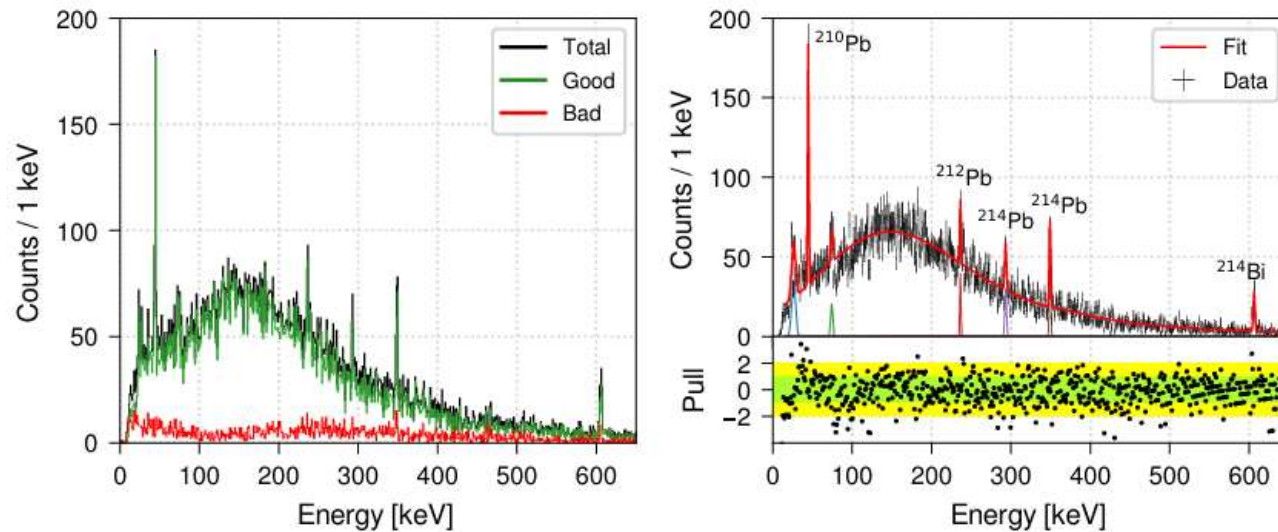 200
150
100
50
0
Counts / 1 keV
Total
Good
Bad
0 100 200 300 400 500 600
Energy [keV]
200
150
100
50
0
Counts / 1 keV
²¹⁰Pb
²¹²Pb
²¹⁴Pb
²¹⁴Pb
²¹⁴Bi
Fit
Data
2
0
−2
Pull
0 100 200 300 400 500 600
Energy [keV]